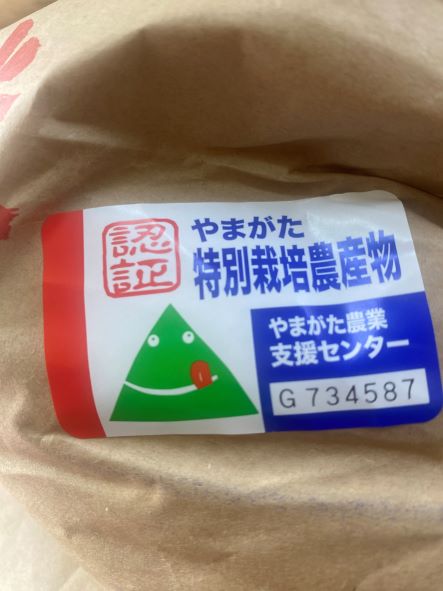 認証
やまがた
特別栽培農産物
やまがた農業
支援センター
G734587